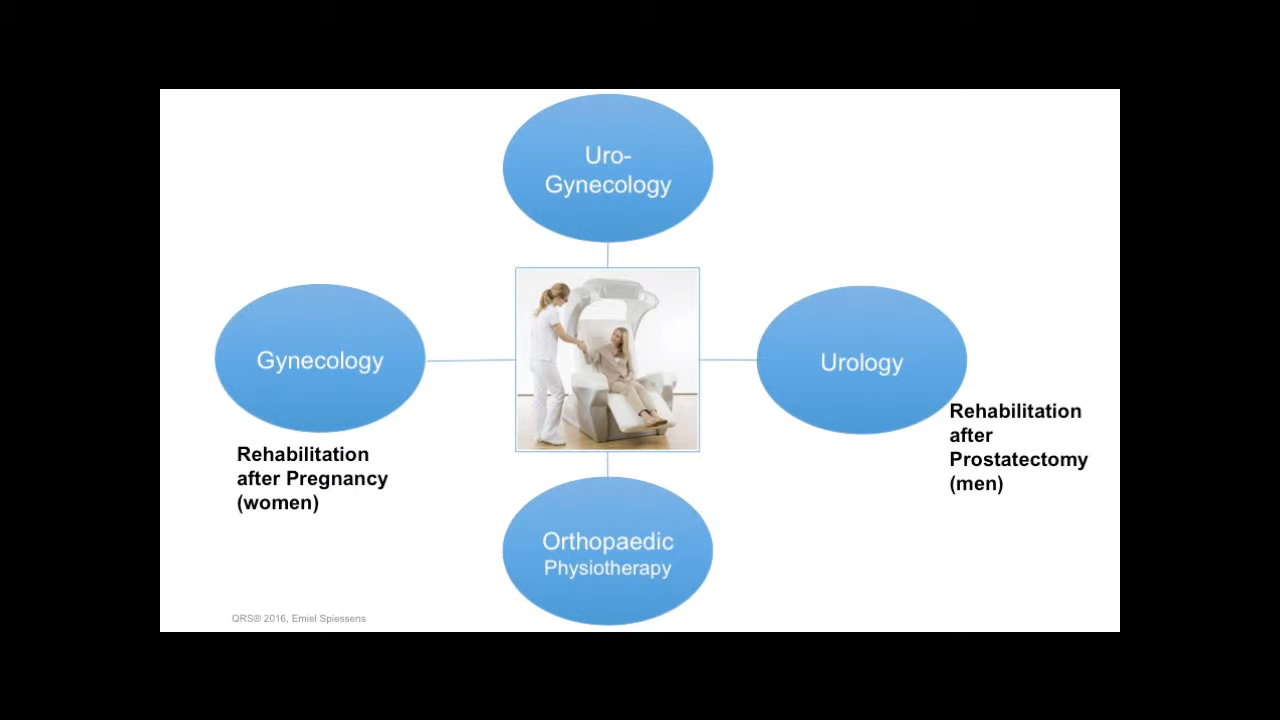 Uro-
Gynecology
Gynecology
Urology
Rehabilitation
after
Prostatectomy
(men)
Rehabilitation
after Pregnancy
(women)
Orthopaedic
Physiotherapy
QRS® 2016, Emiel Spiessens